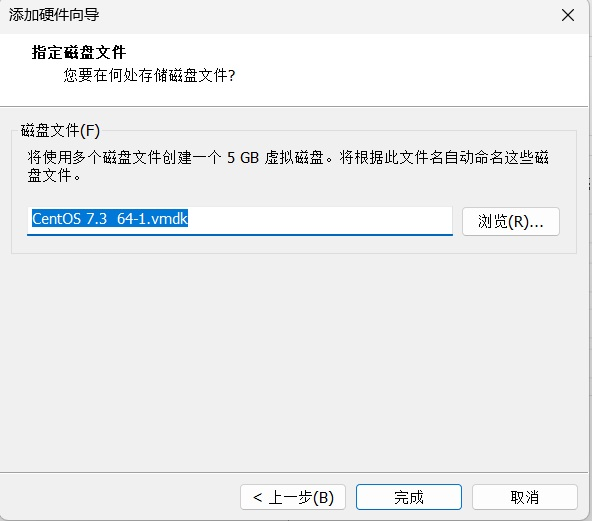 添加硬件向导
指定磁盘文件
您要在何处存储磁盘文件?
磁盘文件(F)
将使用多个磁盘文件创建一个 5 GB 虚拟磁盘。将根据此文件名自动命名这些磁
盘文件。
CentOS 7.3  64-1.vmdk
浏览(R)...
< 上一步(B)
完成
取消